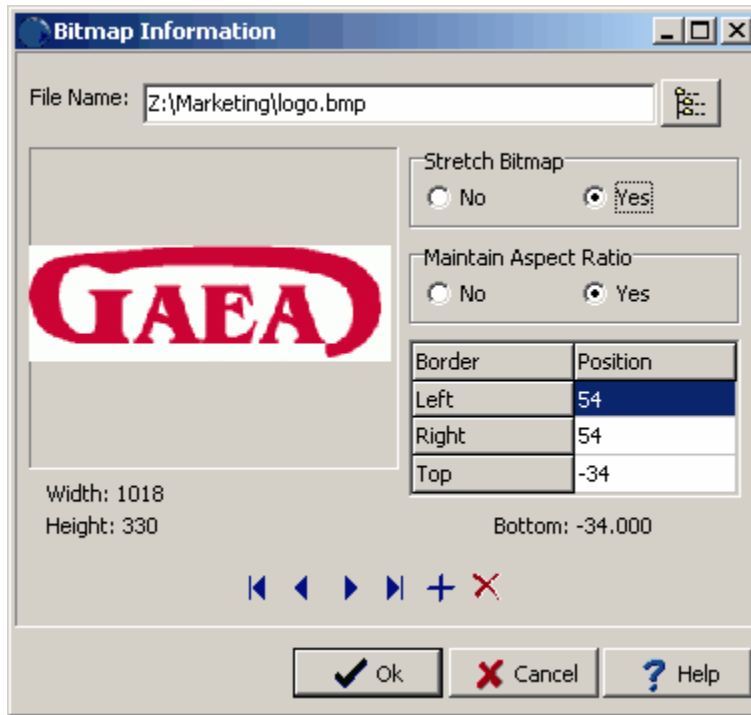 Bitmap Information
File Name: Z:\Marketing\logo.bmp
Stretch Bitmap
No Yes
GAEA
Maintain Aspect Ratio
No Yes
Border Position
Left 54
Right 54
Top -34
Width: 1018
Height: 330
Bottom: -34.000
Ok Cancel ? Help